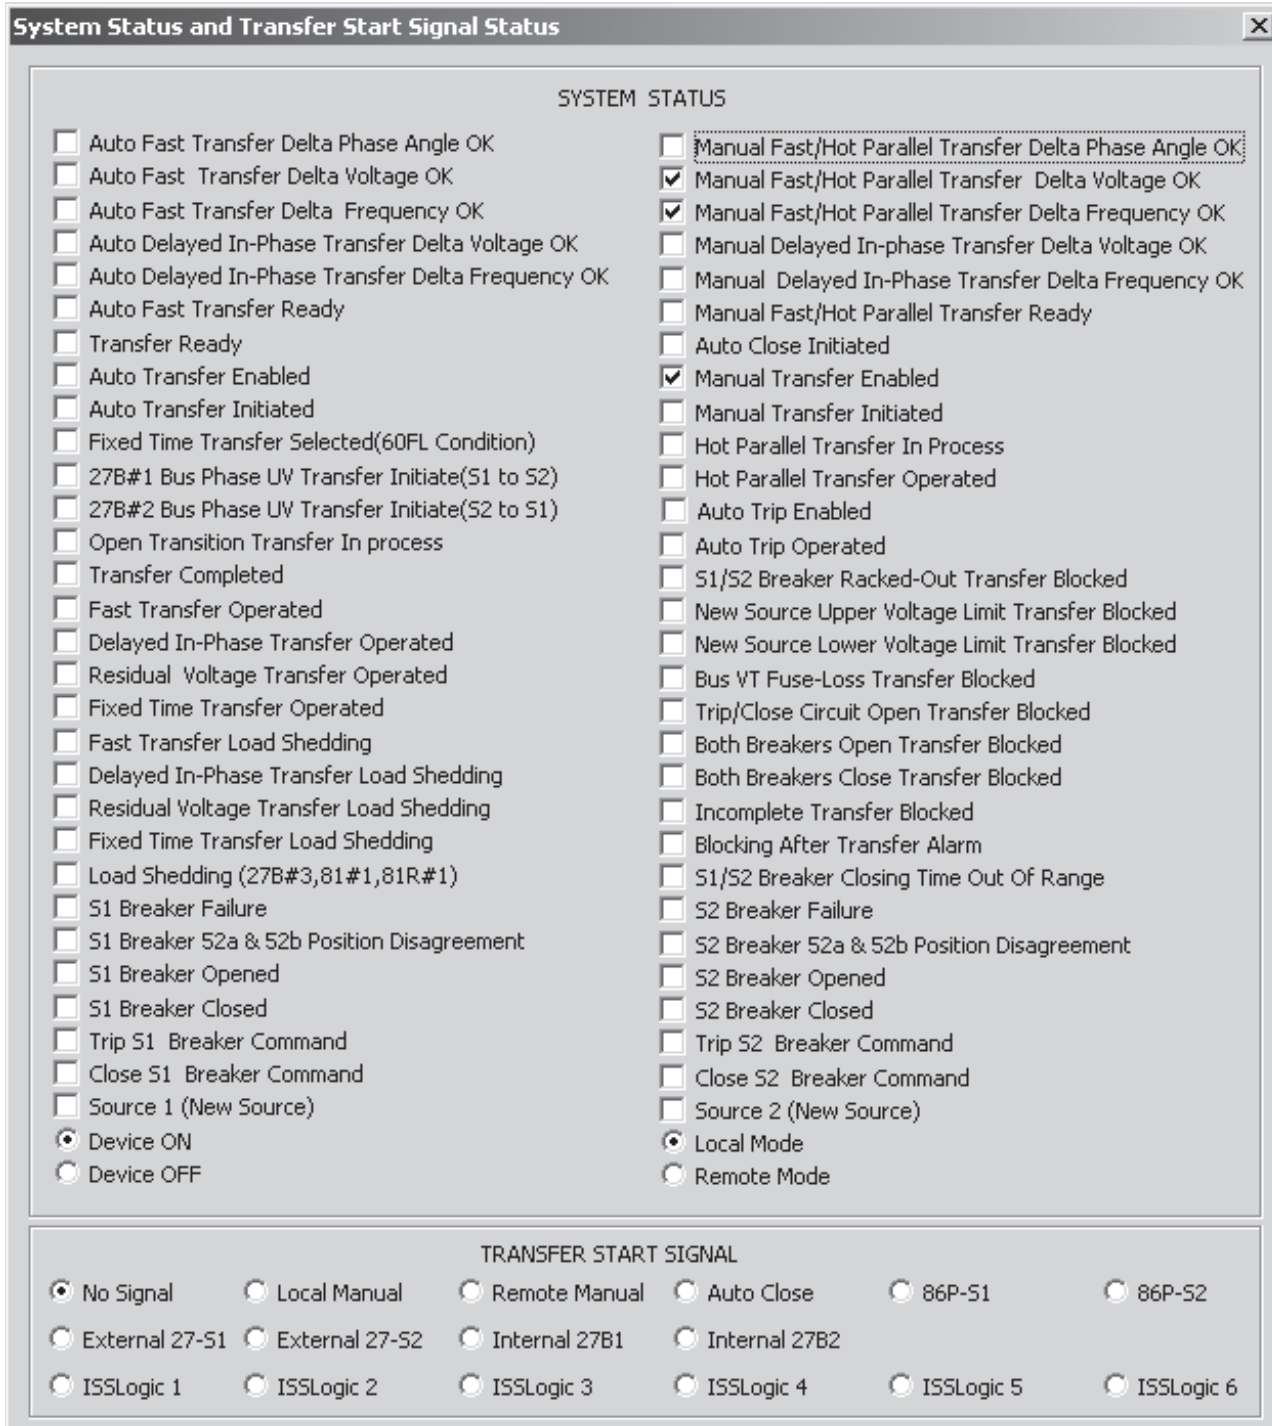 System Status and Transfer Start Signal Status
SYSTEM STATUS
Auto Fast Transfer Delta Phase Angle OK
Auto Fast Transfer Delta Voltage OK
Auto Fast Transfer Delta Frequency OK
Auto Delayed In-Phase Transfer Delta Voltage OK
Auto Delayed In-Phase Transfer Delta Frequency OK
Auto Fast Transfer Ready
Transfer Ready
Auto Transfer Enabled
Auto Transfer Initiated
Fixed Time Transfer Selected(60FL Condition)
27B#1 Bus Phase UV Transfer Initiate(S1 to S2)
27B#2 Bus Phase UV Transfer Initiate(S2 to S1)
Open Transition Transfer In process
Transfer Completed
Fast Transfer Operated
Delayed In-Phase Transfer Operated
Residual Voltage Transfer Operated
Fixed Time Transfer Operated
Fast Transfer Load Shedding
Delayed In-Phase Transfer Load Shedding
Residual Voltage Transfer Load Shedding
Fixed Time Transfer Load Shedding
Load Shedding (27B#3,81#1,81R#1)
S1 Breaker Failure
S1 Breaker 52a & 52b Position Disagreement
S1 Breaker Opened
S1 Breaker Closed
Trip S1 Breaker Command
Close S1 Breaker Command
Source 1 (New Source)
Device ON
Device OFF
Manual Fast/Hot Parallel Transfer Delta Phase Angle OK
Manual Fast/Hot Parallel Transfer Delta Voltage OK
Manual Fast/Hot Parallel Transfer Delta Frequency OK
Manual Delayed In-phase Transfer Delta Voltage OK
Manual Delayed In-Phase Transfer Delta Frequency OK
Manual Fast/Hot Parallel Transfer Ready
Auto Close Initiated
Manual Transfer Enabled
Manual Transfer Initiated
Hot Parallel Transfer In Process
Hot Parallel Transfer Operated
Auto Trip Enabled
Auto Trip Operated
S1/S2 Breaker Racked-Out Transfer Blocked
New Source Upper Voltage Limit Transfer Blocked
New Source Lower Voltage Limit Transfer Blocked
Bus VT Fuse-Loss Transfer Blocked
Trip/Close Circuit Open Transfer Blocked
Both Breakers Open Transfer Blocked
Both Breakers Close Transfer Blocked
Incomplete Transfer Blocked
Blocking After Transfer Alarm
S1/S2 Breaker Closing Time Out Of Range
S2 Breaker Failure
S2 Breaker 52a & 52b Position Disagreement
S2 Breaker Opened
S2 Breaker Closed
Trip S2 Breaker Command
Close S2 Breaker Command
Source 2 (New Source)
Local Mode
Remote Mode
TRANSFER START SIGNAL
No Signal Local Manual Remote Manual Auto Close 86P-S1 86P-S2
External 27-S1 External 27-S2 Internal 27B1 Internal 27B2
ISSLogic 1 ISSLogic 2 ISSLogic 3 ISSLogic 4 ISSLogic 5 ISSLogic 6